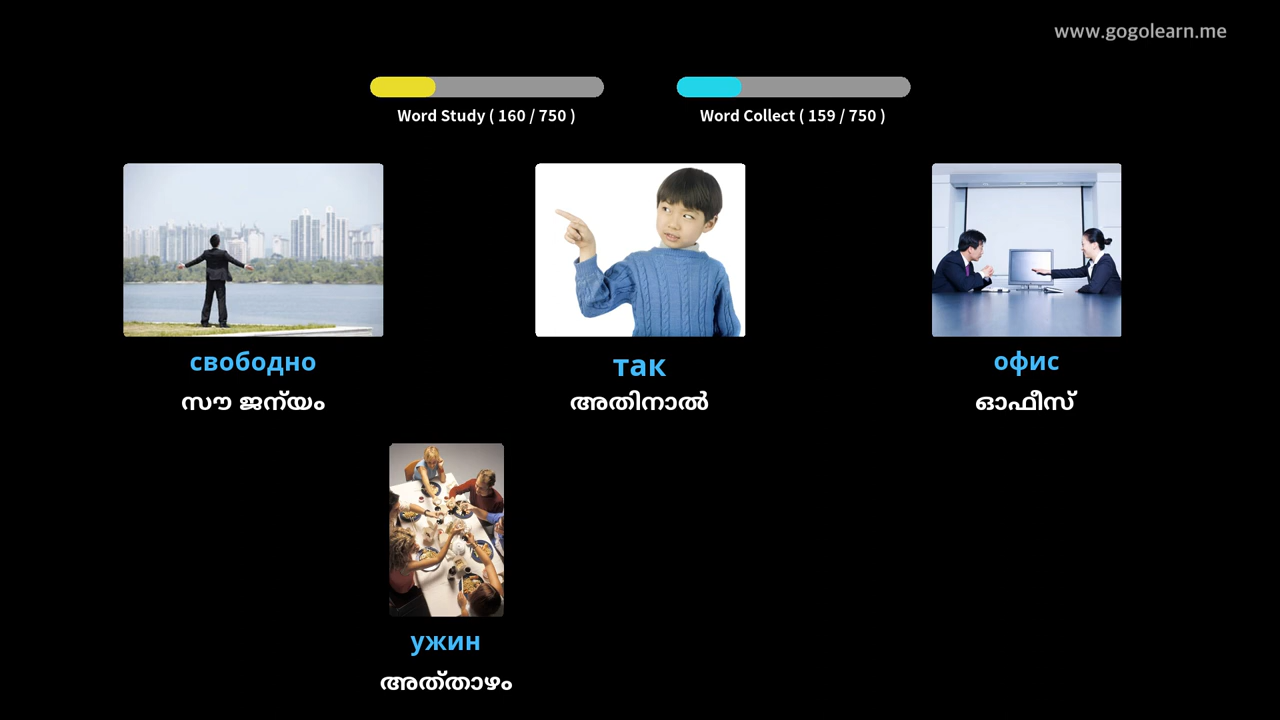 www.gogolearn.me
Word Study ( 160 / 750 )
Word Collect ( 159 / 750 )
свободно
സൗ ജന്യം
так
അതിനാൽ
офис
ഓഫീസ്
ужин
അത്താഴം